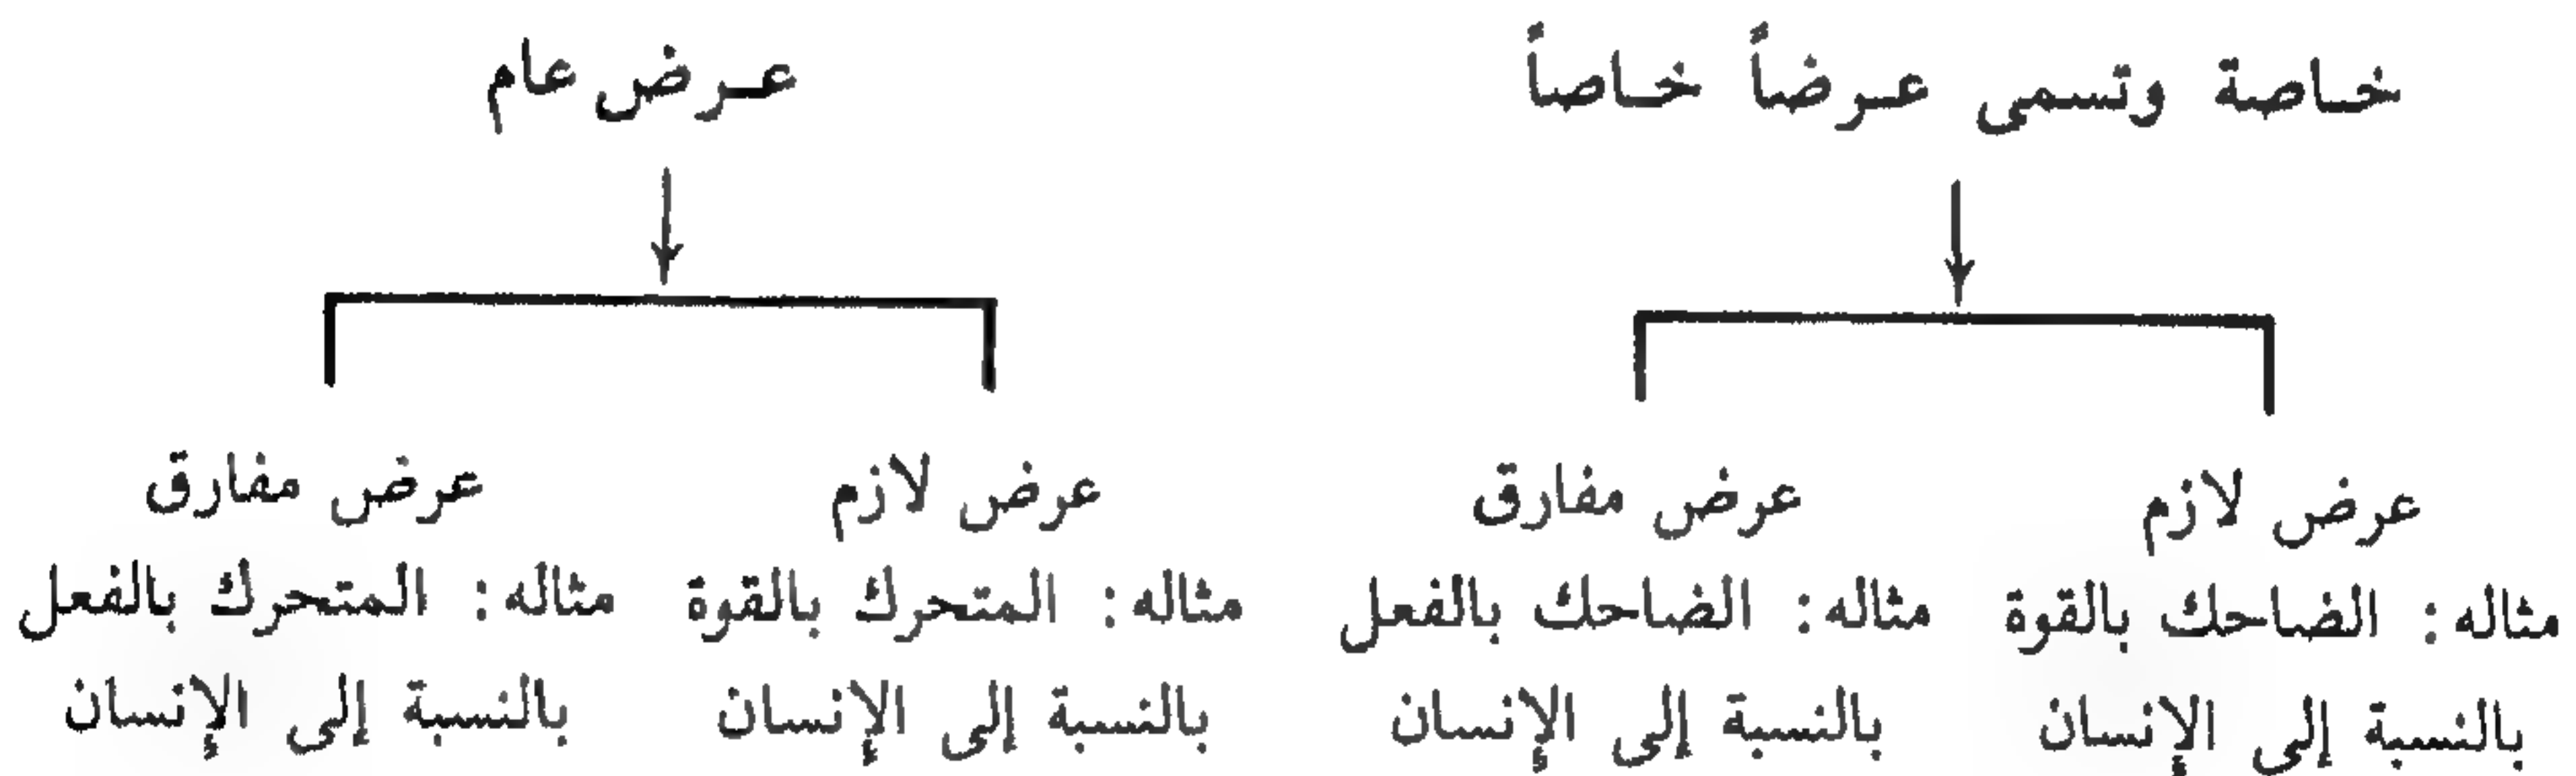 خاصة وتسمى عرضاً خاصاً
عرض عام
عرض لازم
مثاله: الضاحك بالقوة
بالنسبة إلى الإنسان
عرض مفارق
مثاله: الضاحك بالفعل
بالنسبة إلى الإنسان
عرض لازم
مثاله: المتحرك بالقوة
بالنسبة إلى الإنسان
عرض مفارق
مثاله: المتحرك بالفعل
بالنسبة إلى الإنسان